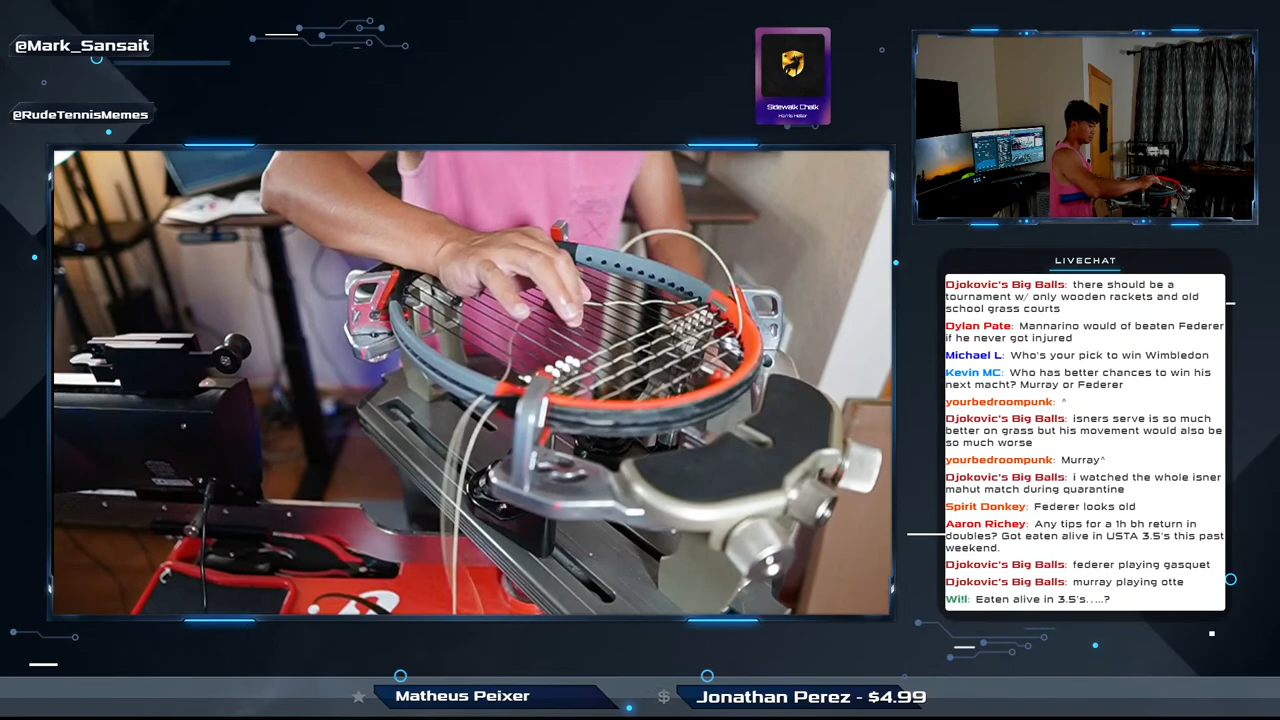 @Mark_Sansait
@RudeTennisMemes
Sidewalk Chalk
Harris Heller
LIVECHAT
Djokovic's Big Balls: there should be a
tournament w/ only wooden rackets and old
school grass courts
Dylan Pate: Mannarino would of beaten Federer
if he never got injured
Michael L: Who's your pick to win Wimbledon
Kevin MC: Who has better chances to win his
next macht? Murray or Federer
yourbedroompunk: ^
Djokovic's Big Balls: isners serve is so much
better on grass but his movement would also be
so much worse
yourbedroompunk: Murray^
Djokovic's Big Balls: i watched the whole isner
mahut match during quarantine
Spirit Donkey: Federer looks old
Aaron Richey: Any tips for a 1h bh return in
doubles? Got eaten alive in USTA 3.5's this past
weekend.
Djokovic's Big Balls: federer playing gasquet
Djokovic's Big Balls: murray playing otte
Will: Eaten alive in 3.5's.....?
Matheus Peixer
$ Jonathan Perez - $4.99